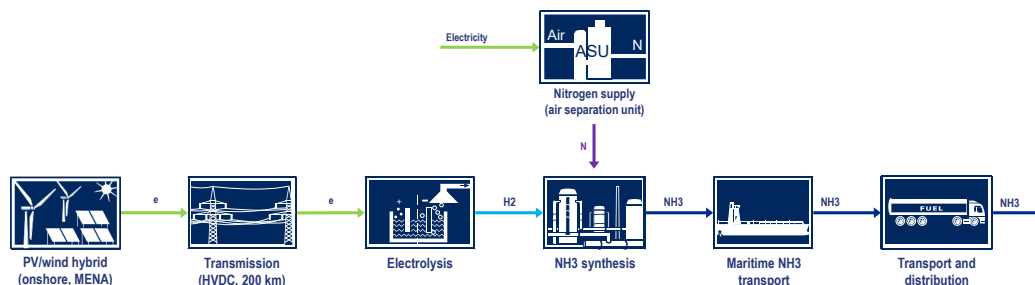 Electricity
Air
ASU
N
Nitrogen supply
(air separation unit)
N
e
e
H2
NH3
NH3
NH3
FUEL
+
-
PV/wind hybrid
(onshore, MENA)
Transmission
(HVDC, 200 km)
Electrolysis
NH3 synthesis
Maritime NH3
transport
Transport and
distribution